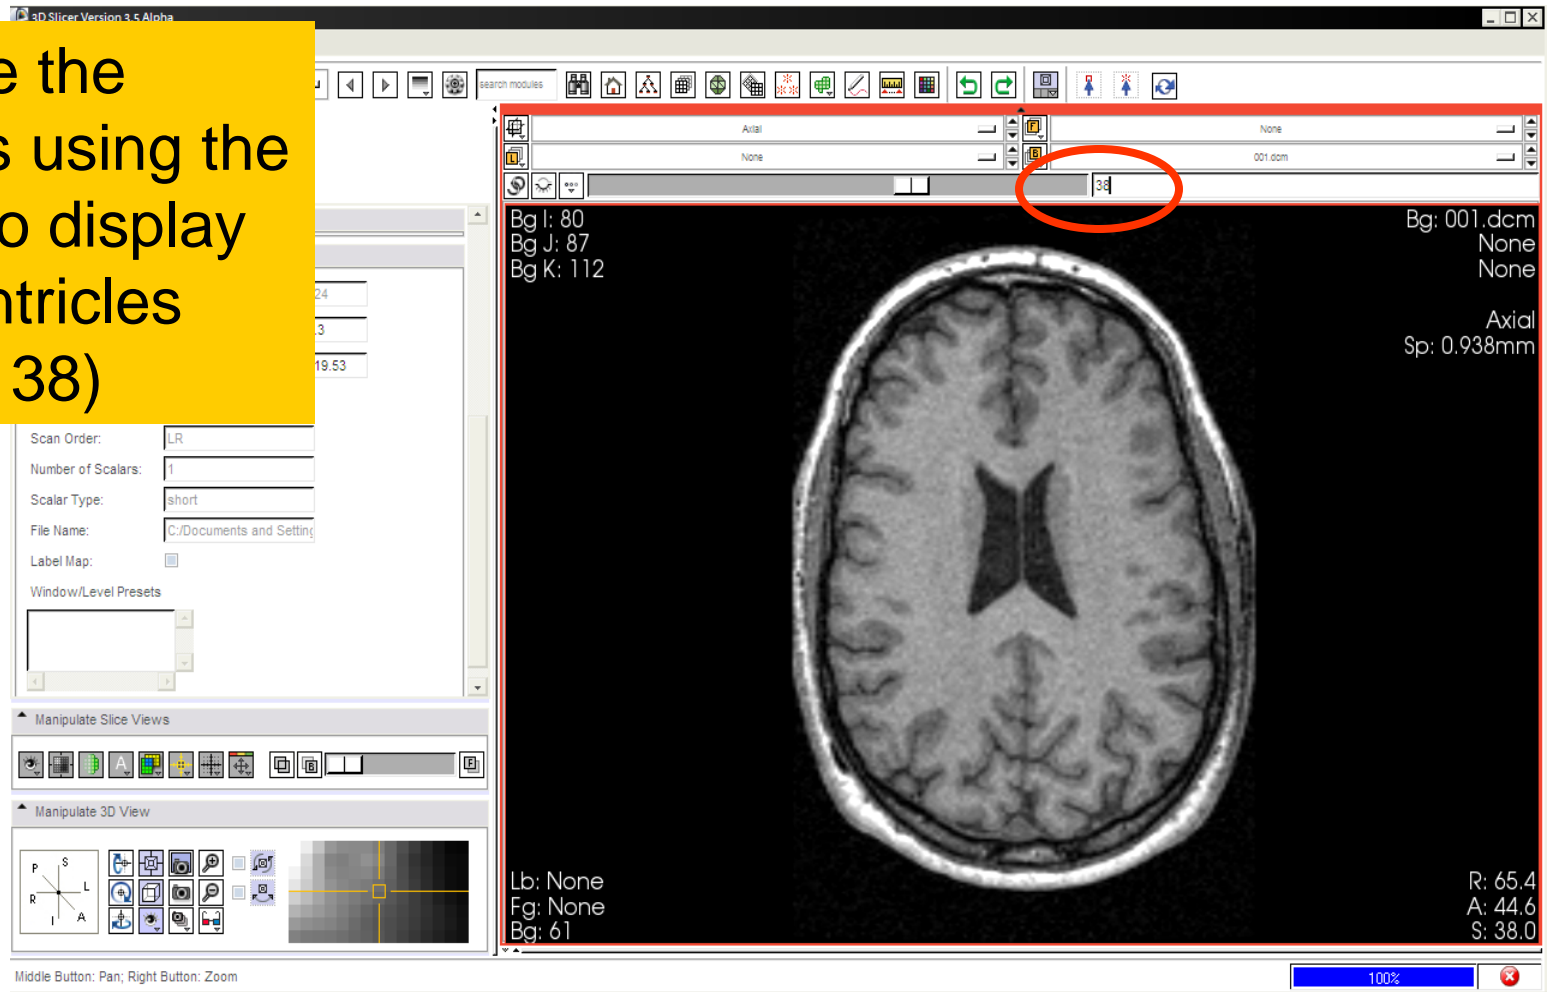 3D Slicer Version 3.5 Alpha
e the
s using the
o display
ntricles
38)
search modules
Axial
None
None
001.dcm
38
24
.3
19.53
Scan Order: LR
Number of Scalars: 1
Scalar Type: short
File Name: C:/Documents and Setting
Label Map:
Window/Level Presets
Manipulate Slice Views
Manipulate 3D View
P S
R L
I A
Bg I: 80
Bg J: 87
Bg K: 112
Bg: 001.dcm
None
None
Axial
Sp: 0.938mm
Lb: None
Fg: None
Bg: 61
R: 65.4
A: 44.6
S: 38.0
Middle Button: Pan; Right Button: Zoom
100%